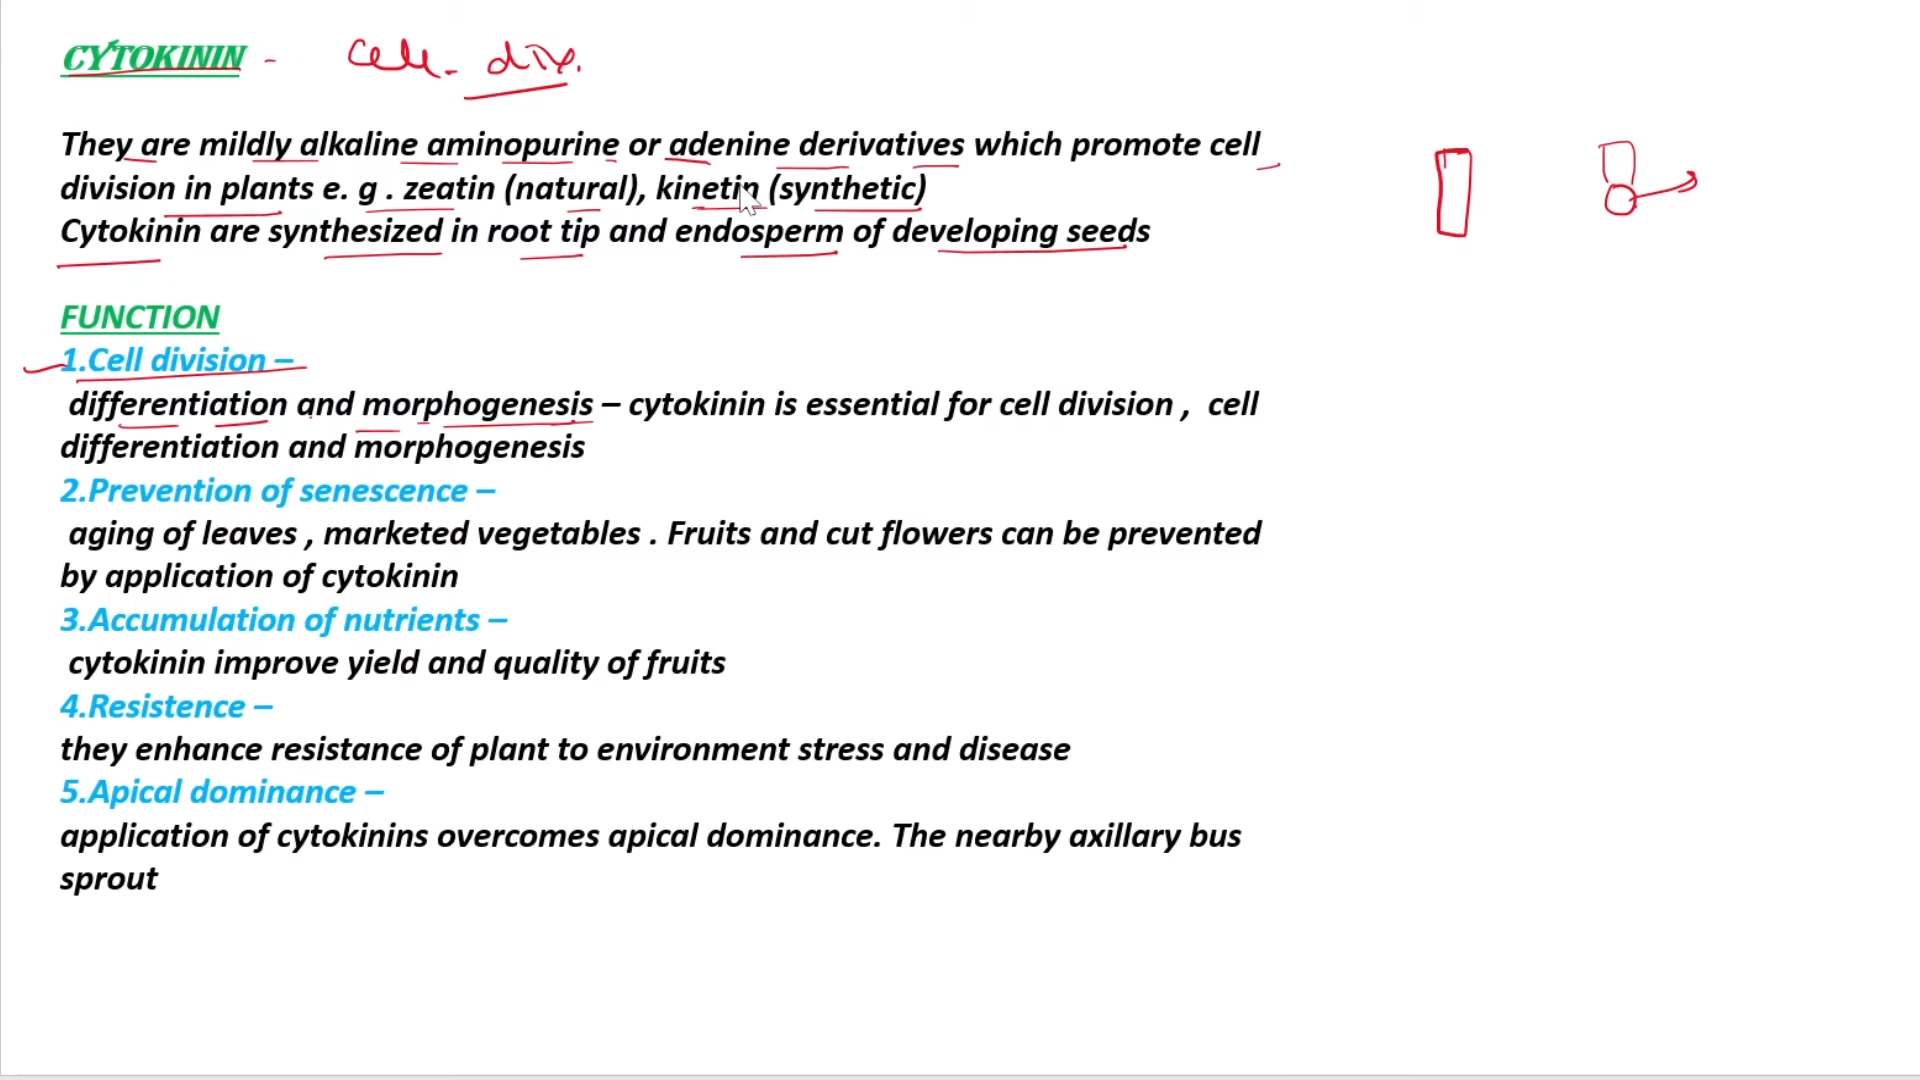 CYTOKININ - Cell - div.
They are mildly alkaline aminopurine or adenine derivatives which promote cell
division in plants e. g . zeatin (natural), kinetin (synthetic)
Cytokinin are synthesized in root tip and endosperm of developing seeds
FUNCTION
1.Cell division –
differentiation and morphogenesis – cytokinin is essential for cell division , cell
differentiation and morphogenesis
2.Prevention of senescence –
aging of leaves , marketed vegetables . Fruits and cut flowers can be prevented
by application of cytokinin
3.Accumulation of nutrients –
cytokinin improve yield and quality of fruits
4.Resistence –
they enhance resistance of plant to environment stress and disease
5.Apical dominance –
application of cytokinins overcomes apical dominance. The nearby axillary bus
sprout